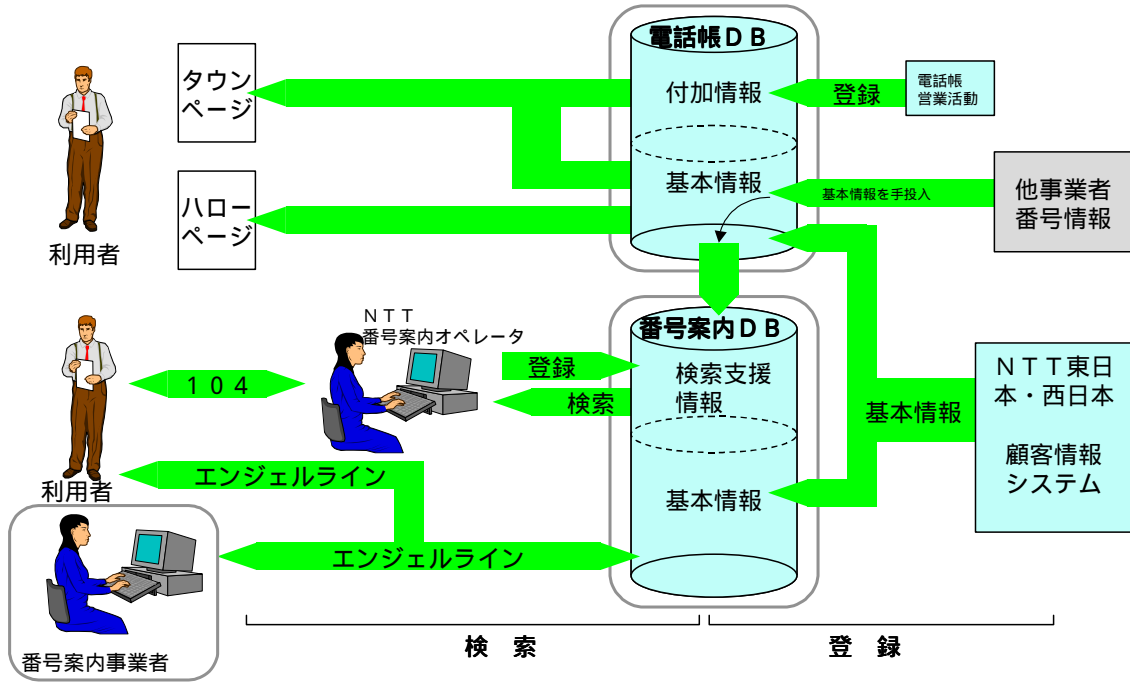 電話帳ＤＢ
タウン
ページ
付加情報
登録
電話帳
営業活動
基本情報
基本情報を手投入
他事業者
番号情報
ハロー
ページ
利用者
ＮＴＴ
番号案内オペレータ
番号案内ＤＢ
１０４
登録
検索
検索支援
情報
基本情報
ＮＴＴ東日
本・西日本
顧客情報
システム
エンジェルライン
利用者
基本情報
エンジェルライン
番号案内事業者
検　索
登　録